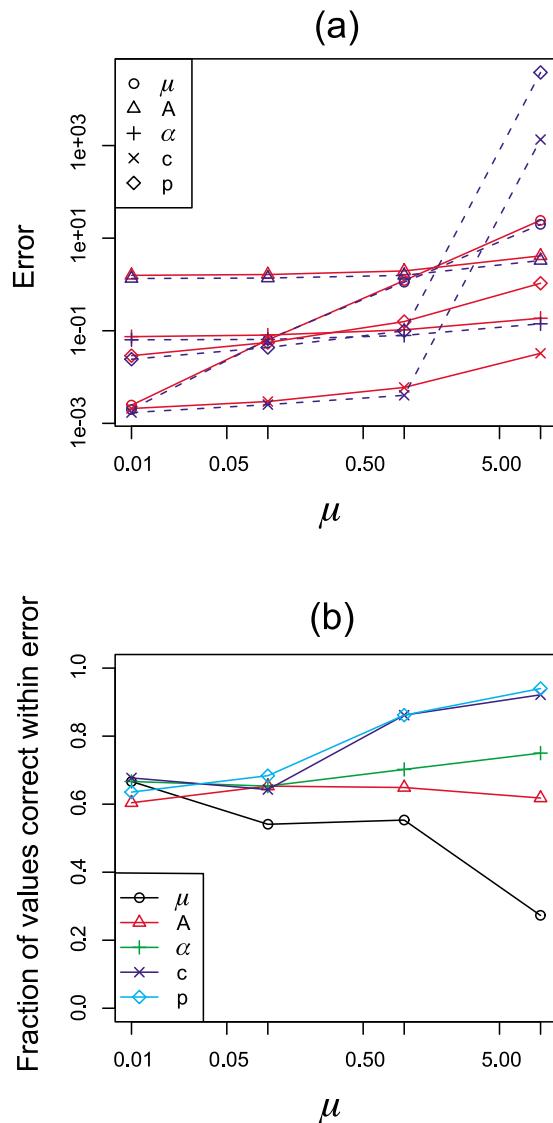 (a)
μ
A
α
c
p
Error
1e+03
1e+01
1e-01
1e-03
0.01 0.05 0.50 5.00
μ
(b)
Fraction of values correct within error
1.0
0.8
0.6
0.4
0.2
0.0
μ
A
α
c
p
0.01 0.05 0.50 5.00
μ